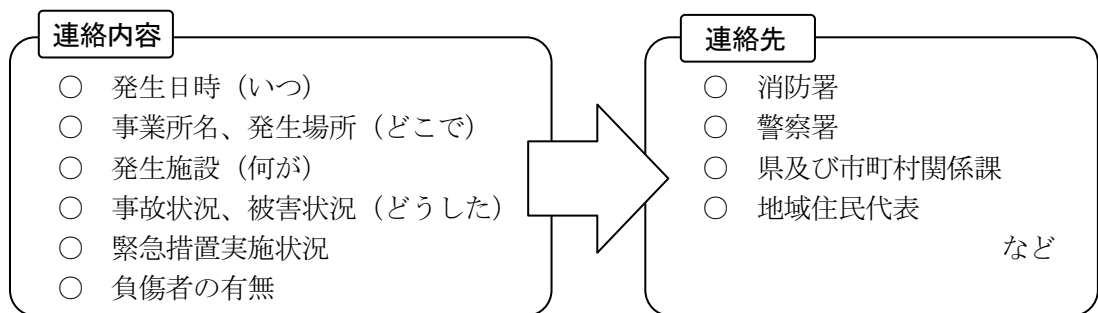 連絡内容
○ 発生日時（いつ）
○ 事業所名、発生場所（どこで）
○ 発生施設（何が）
○ 事故状況、被害状況（どうした）
○ 緊急措置実施状況
○ 負傷者の有無
連絡先
○ 消防署
○ 警察署
○ 県及び市町村関係課
○ 地域住民代表
など